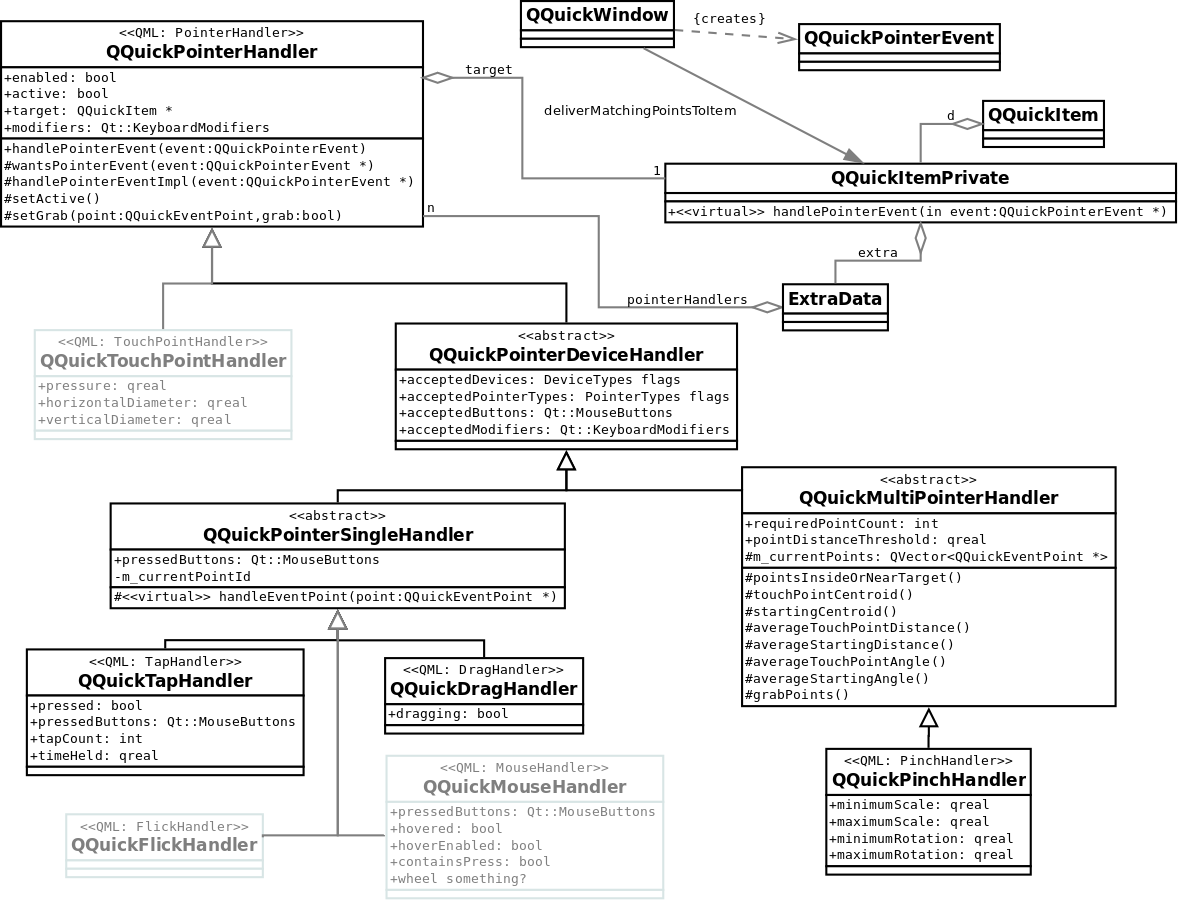 <<QML: PointerHandler>>
QQuickPointerHandler
+enabled: bool
+active: bool
+target: QQuickItem *
+modifiers: Qt::KeyboardModifiers
+handlePointerEvent(event:QQuickPointerEvent)
#wantsPointerEvent(event:QQuickPointerEvent *)
#handlePointerEventImpl(event:QQuickPointerEvent *)
#setActive()
#setGrab(point:QQuickEventPoint,grab:bool)
QQuickWindow
{creates}
QQuickPointerEvent
target
deliverMatchingPointsToItem
d
QQuickItem
1
QQuickItemPrivate
+<<virtual>> handlePointerEvent(in event:QQuickPointerEvent *)
n
extra
pointerHandlers
ExtraData
<<QML: TouchPointHandler>>
QQuickTouchPointHandler
+pressure: qreal
+horizontalDiameter: qreal
+verticalDiameter: qreal
<<abstract>>
QQuickPointerDeviceHandler
+acceptedDevices: DeviceTypes flags
+acceptedPointerTypes: PointerTypes flags
+acceptedButtons: Qt::MouseButtons
+acceptedModifiers: Qt::KeyboardModifiers
<<abstract>>
QQuickPointerSingleHandler
+pressedButtons: Qt::MouseButtons
-m_currentPointId
#<<virtual>> handleEventPoint(point:QQuickEventPoint *)
<<abstract>>
QQuickMultiPointerHandler
+requiredPointCount: int
+pointDistanceThreshold: qreal
#m_currentPoints: QVector<QQuickEventPoint *>
#pointsInsideOrNearTarget()
#touchPointCentroid()
#startingCentroid()
#averageTouchPointDistance()
#averageStartingDistance()
#averageTouchPointAngle()
#averageStartingAngle()
#grabPoints()
<<QML: TapHandler>>
QQuickTapHandler
+pressed: bool
+pressedButtons: Qt::MouseButtons
+tapCount: int
+timeHeld: qreal
<<QML: DragHandler>>
QQuickDragHandler
+dragging: bool
<<QML: FlickHandler>>
QQuickFlickHandler
<<QML: MouseHandler>>
QQuickMouseHandler
+pressedButtons: Qt::MouseButtons
+hovered: bool
+hoverEnabled: bool
+containsPress: bool
+wheel something?
<<QML: PinchHandler>>
QQuickPinchHandler
+minimumScale: qreal
+maximumScale: qreal
+minimumRotation: qreal
+maximumRotation: qreal